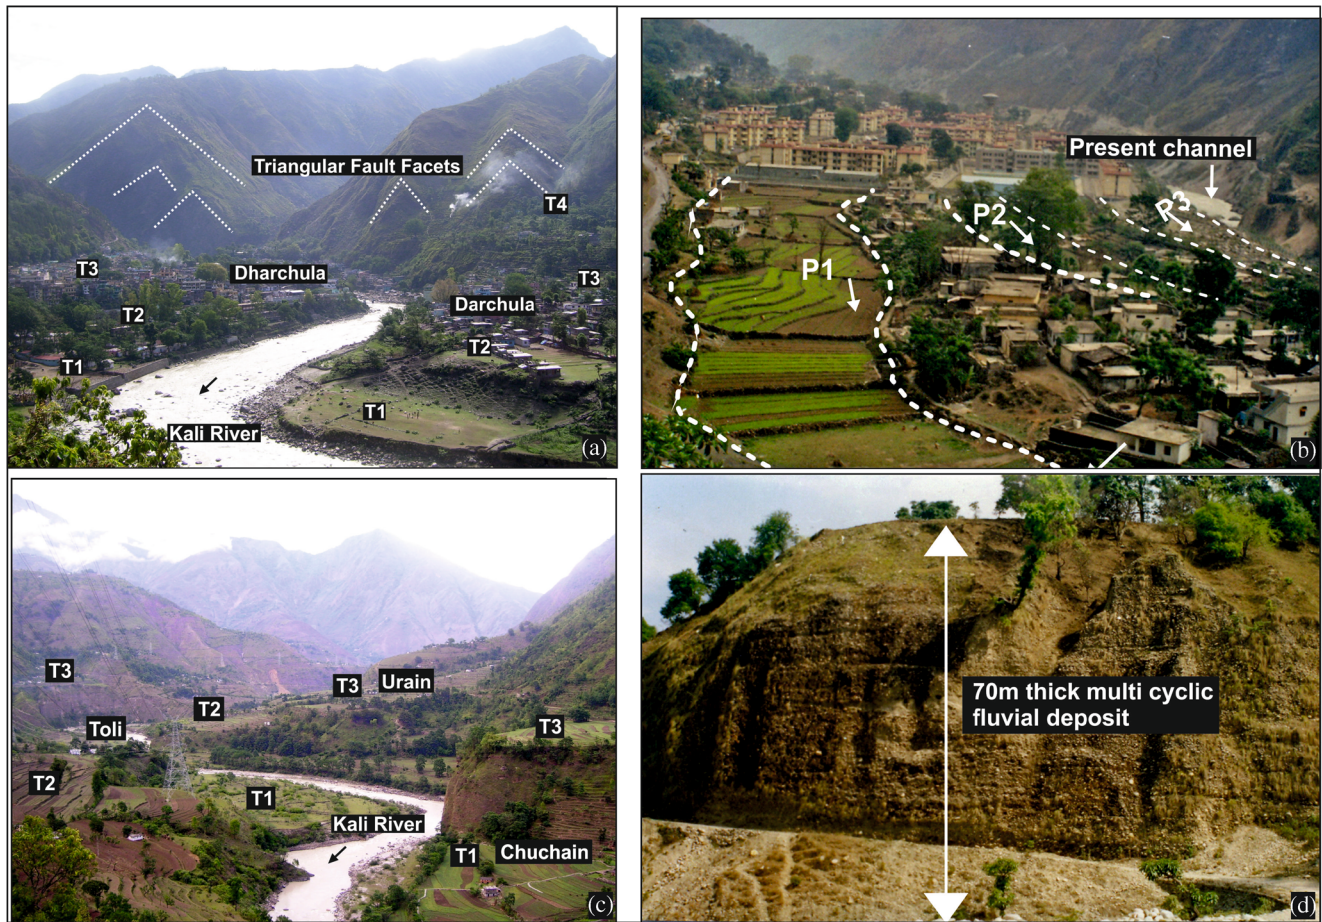 Triangular Fault Facets
T4
T3
Dharchula
T3
Darchula
T2
T2
T1
T1
Kali River
(a)
Present channel
P2
P3
P1
(b)
T3
T3
Urain
T2
Toli
T3
T2
T1
Kali River
T1
Chuchain
(c)
70m thick multi cyclic
fluvial deposit
(d)